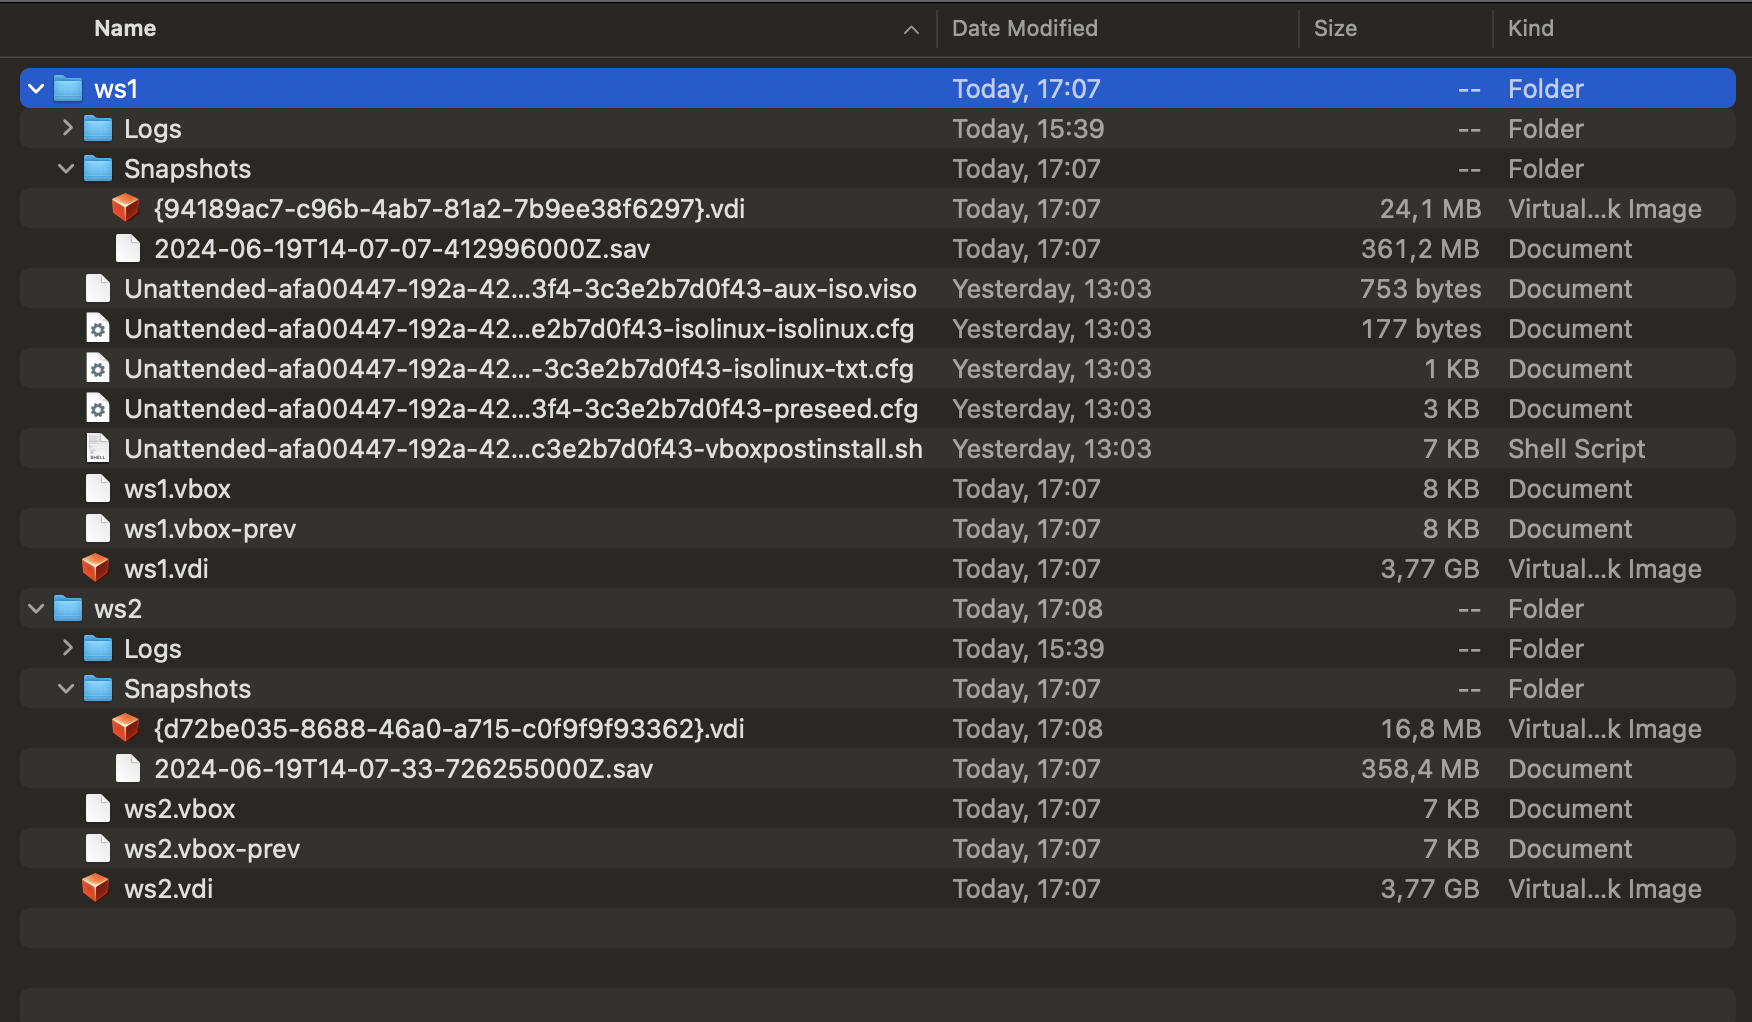 Name Date Modified Size Kind
ws1 Today, 17:07 -- Folder
Logs Today, 15:39 -- Folder
Snapshots Today, 17:07 -- Folder
{94189ac7-c96b-4ab7-81a2-7b9ee38f6297}.vdi Today, 17:07 24,1 MB Virtual...k Image
2024-06-19T14-07-07-412996000Z.sav Today, 17:07 361,2 MB Document
Unattended-afa00447-192a-42...3f4-3c3e2b7d0f43-aux-iso.viso Yesterday, 13:03 753 bytes Document
Unattended-afa00447-192a-42...e2b7d0f43-isolinux-isolinux.cfg Yesterday, 13:03 177 bytes Document
Unattended-afa00447-192a-42...-3c3e2b7d0f43-isolinux-txt.cfg Yesterday, 13:03 1 KB Document
Unattended-afa00447-192a-42...3f4-3c3e2b7d0f43-preseed.cfg Yesterday, 13:03 3 KB Document
Unattended-afa00447-192a-42...c3e2b7d0f43-vboxpostinstall.sh Yesterday, 13:03 7 KB Shell Script
ws1.vbox Today, 17:07 8 KB Document
ws1.vbox-prev Today, 17:07 8 KB Document
ws1.vdi Today, 17:07 3,77 GB Virtual...k Image
ws2 Today, 17:08 -- Folder
Logs Today, 15:39 -- Folder
Snapshots Today, 17:07 -- Folder
{d72be035-8688-46a0-a715-c0f9f9f93362}.vdi Today, 17:08 16,8 MB Virtual...k Image
2024-06-19T14-07-33-726255000Z.sav Today, 17:07 358,4 MB Document
ws2.vbox Today, 17:07 7 KB Document
ws2.vbox-prev Today, 17:07 7 KB Document
ws2.vdi Today, 17:07 3,77 GB Virtual...k Image